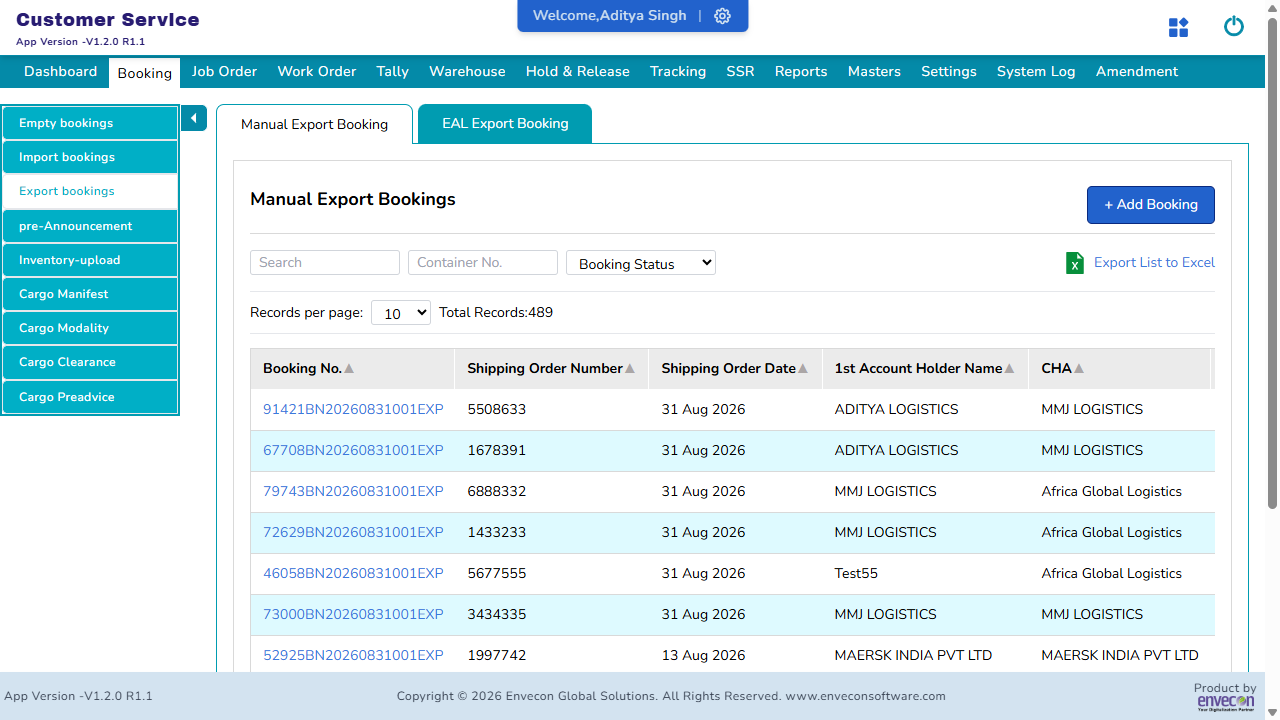 Customer Service
App Version -V1.2.0 R1.1
Welcome,Aditya Singh |
Dashboard Booking Job Order Work Order Tally Warehouse Hold & Release Tracking SSR Reports Masters Settings System Log Amendment
Empty bookings
Import bookings
Export bookings
pre-Announcement
Inventory-upload
Cargo Manifest
Cargo Modality
Cargo Clearance
Cargo Preadvice
Manual Export Booking EAL Export Booking
Manual Export Bookings
+ Add Booking
Search Container No. Booking Status Export List to Excel
Records per page: 10 Total Records:489
Booking No. Shipping Order Number Shipping Order Date 1st Account Holder Name CHA
91421BN20260831001EXP 5508633 31 Aug 2026 ADITYA LOGISTICS MMJ LOGISTICS
67708BN20260831001EXP 1678391 31 Aug 2026 ADITYA LOGISTICS MMJ LOGISTICS
79743BN20260831001EXP 6888332 31 Aug 2026 MMJ LOGISTICS Africa Global Logistics
72629BN20260831001EXP 1433233 31 Aug 2026 MMJ LOGISTICS Africa Global Logistics
46058BN20260831001EXP 5677555 31 Aug 2026 Test55 Africa Global Logistics
73000BN20260831001EXP 3434335 31 Aug 2026 MMJ LOGISTICS MMJ LOGISTICS
52925BN20260831001EXP 1997742 13 Aug 2026 MAERSK INDIA PVT LTD MAERSK INDIA PVT LTD
App Version -V1.2.0 R1.1
Copyright © 2026 Envecon Global Solutions. All Rights Reserved. www.enveconsoftware.com
Product by
envecon
Your Digitalization Partner